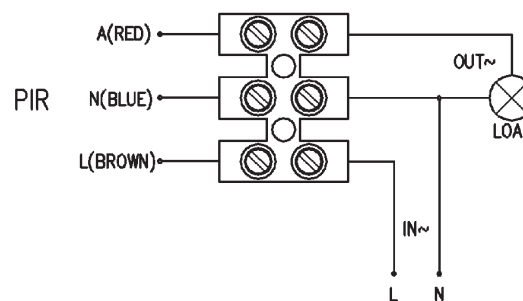 A(RED)
OUT~
PIR
N(BLUE)
LOA
L(BROWN)
IN~
L
N